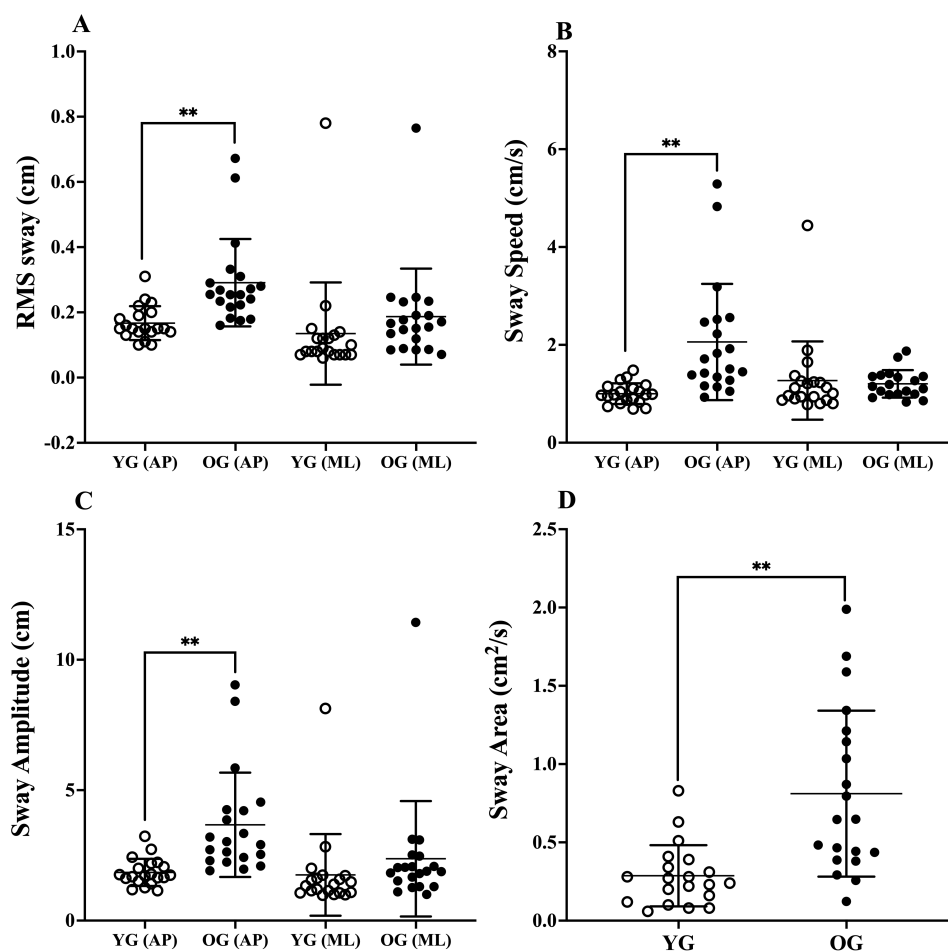 A
RMS sway (cm)
1.0
0.8
0.6
0.4
0.2
0.0
-0.2
**
YG (AP) OG (AP) YG (ML) OG (ML)
B
Sway Speed (cm/s)
8
6
4
2
0
**
YG (AP) OG (AP) YG (ML) OG (ML)
C
Sway Amplitude (cm)
15
10
5
0
**
YG (AP) OG (AP) YG (ML) OG (ML)
D
Sway Area (cm²/s)
2.5
2.0
1.5
1.0
0.5
0.0
**
YG OG